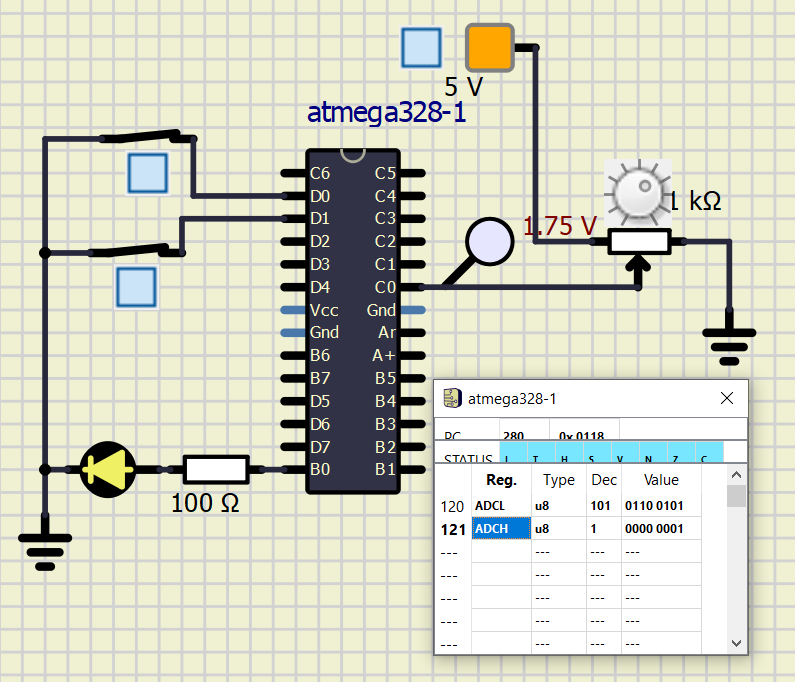 5 V
atmega328-1
1 kΩ
1.75 V
C6 C5
D0 C4
D1 C3
D2 C2
D3 C1
D4 C0
Vcc Gnd
Gnd Ar
B6 A+
B7 B5
D5 B4
D6 B3
D7 B2
B0 B1
100 Ω
atmega328-1
PC 280 0x 0118
STATUS I T H S V N Z C
Reg. Type Dec Value
120 ADCL u8 101 0110 0101
121 ADCH u8 1 0000 0001
--- --- --- ---
--- --- --- ---
--- --- --- ---
--- --- --- ---
--- --- --- ---